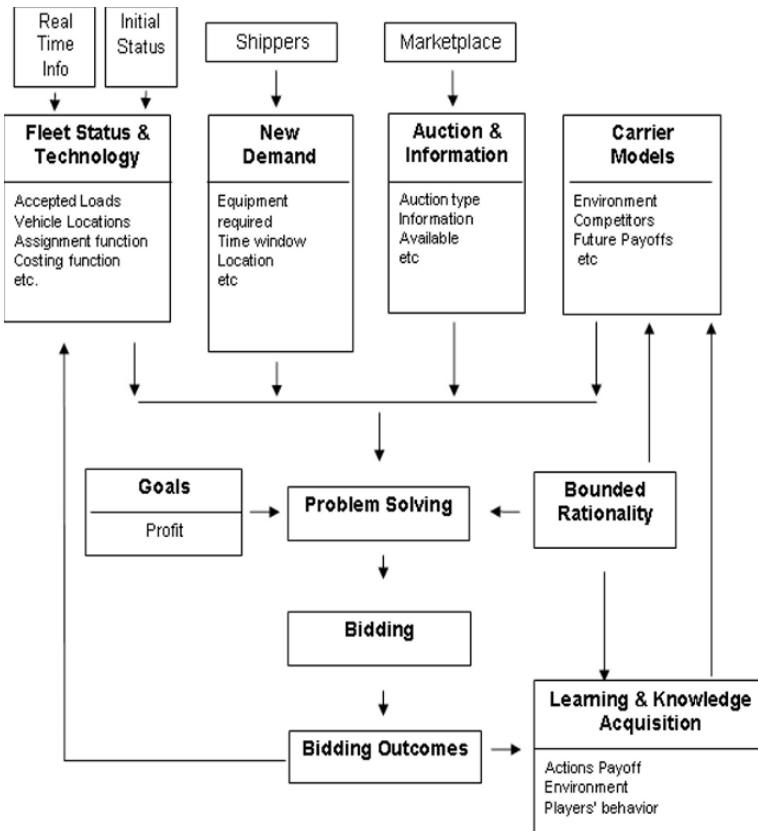 Real
Time
Info
Initial
Status
Shippers
Marketplace
Fleet Status &
Technology
Accepted Loads
Vehicle Locations
Assignment function
Costing function
etc.
New
Demand
Equipment
required
Time window
Location
etc
Auction &
Information
Auction type
Information
Available
etc
Carrier
Models
Environment
Competitors
Future Payoffs
etc
Goals
Profit
Problem Solving
Bounded
Rationality
Bidding
Bidding Outcomes
Learning & Knowledge
Acquisition
Actions Payoff
Environment
Players' behavior